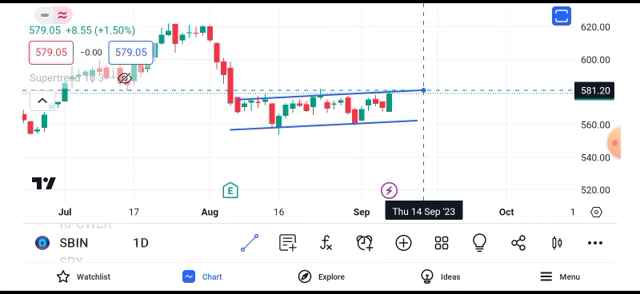 579.05 +8.55 (+1.50%)
579.05 −0.00 579.05
Supertrend 10 3
620.00
600.00
581.20
560.00
540.00
520.00
E
Jul 17 Aug 16 Sep Thu 14 Sep '23 Oct 1
SBIN 1D
Watchlist Chart Explore Ideas Menu